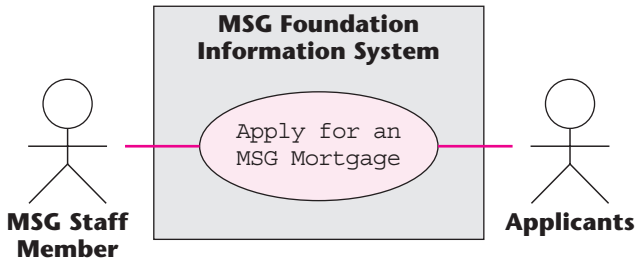 MSG Foundation
Information System
Apply for an
MSG Mortgage
MSG Staff
Member
Applicants